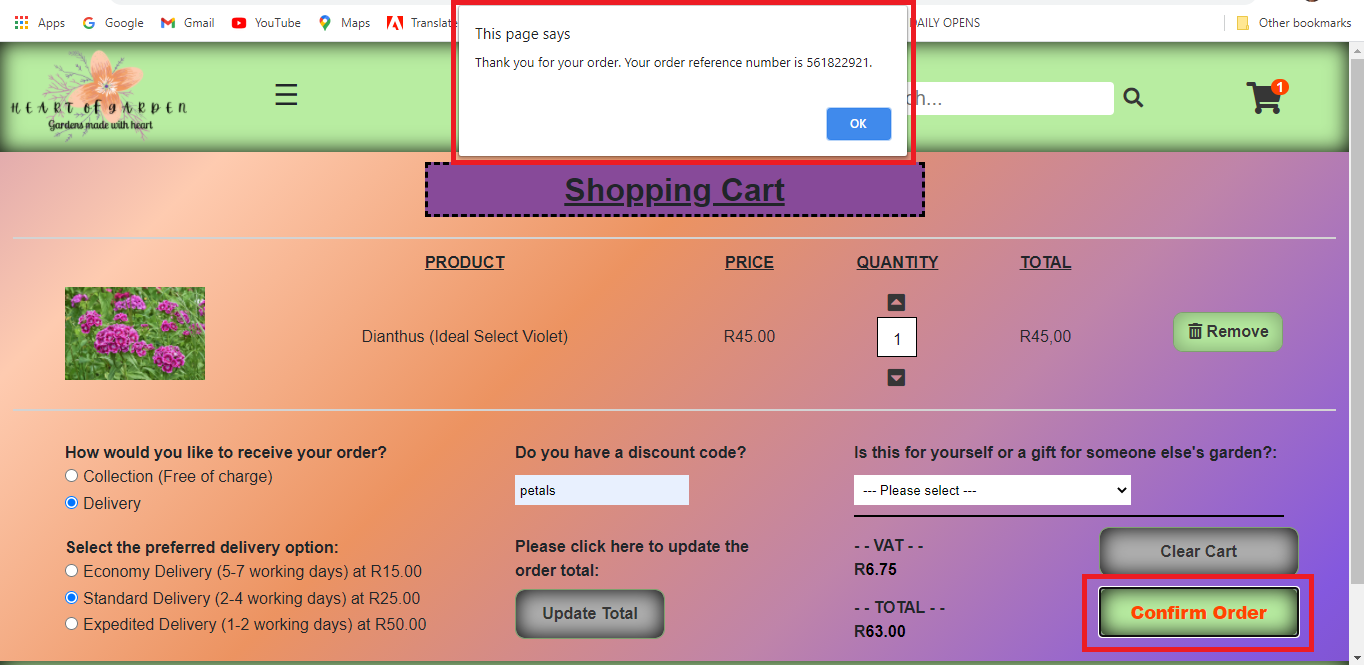 Apps Google Gmail YouTube Maps Translate DAILY OPENS Other bookmarks
This page says
Thank you for your order. Your order reference number is 561822921.
OK
HEART OF GARDEN
Gardens made with heart
ch...
1
Shopping Cart
PRODUCT PRICE QUANTITY TOTAL
Dianthus (Ideal Select Violet) R45.00 1 R45,00 Remove
How would you like to receive your order?
Collection (Free of charge)
Delivery
Select the preferred delivery option:
Economy Delivery (5-7 working days) at R15.00
Standard Delivery (2-4 working days) at R25.00
Expedited Delivery (1-2 working days) at R50.00
Do you have a discount code?
petals
Please click here to update the
order total:
Update Total
Is this for yourself or a gift for someone else's garden?:
--- Please select ---
- - VAT - -
R6.75
- - TOTAL - -
R63.00
Clear Cart
Confirm Order